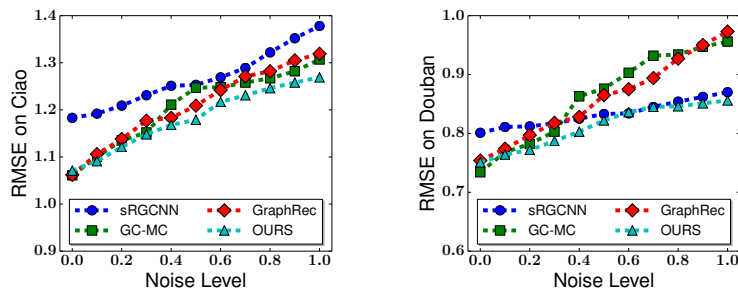 RMSE on Ciao
1.4
1.3
1.2
1.1
1.0
0.9
sRGCNN
GC-MC
GraphRec
OURS
0.0 0.2 0.4 0.6 0.8 1.0
Noise Level
RMSE on Douban
1.0
0.9
0.8
0.7
0.6
sRGCNN
GC-MC
GraphRec
OURS
0.0 0.2 0.4 0.6 0.8 1.0
Noise Level